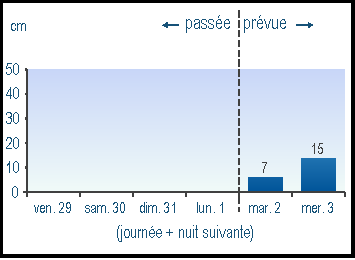 passée prévue
cm
50
40
30
20
10
0
7
15
ven. 29 sam. 30 dim. 31 lun. 1 mar. 2 mer. 3
(journée + nuit suivante)